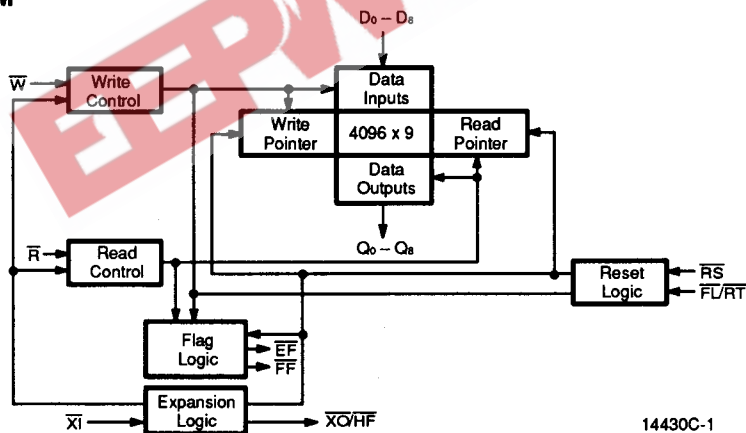 D0 – D8
W
Write Control
Data Inputs
Write Pointer
4096 x 9
Read Pointer
Data Outputs
Q0 – Q8
R
Read Control
Reset Logic
RS
FL/RT
Flag Logic
EF
FF
Expansion Logic
XI
XO/HF
14430C-1